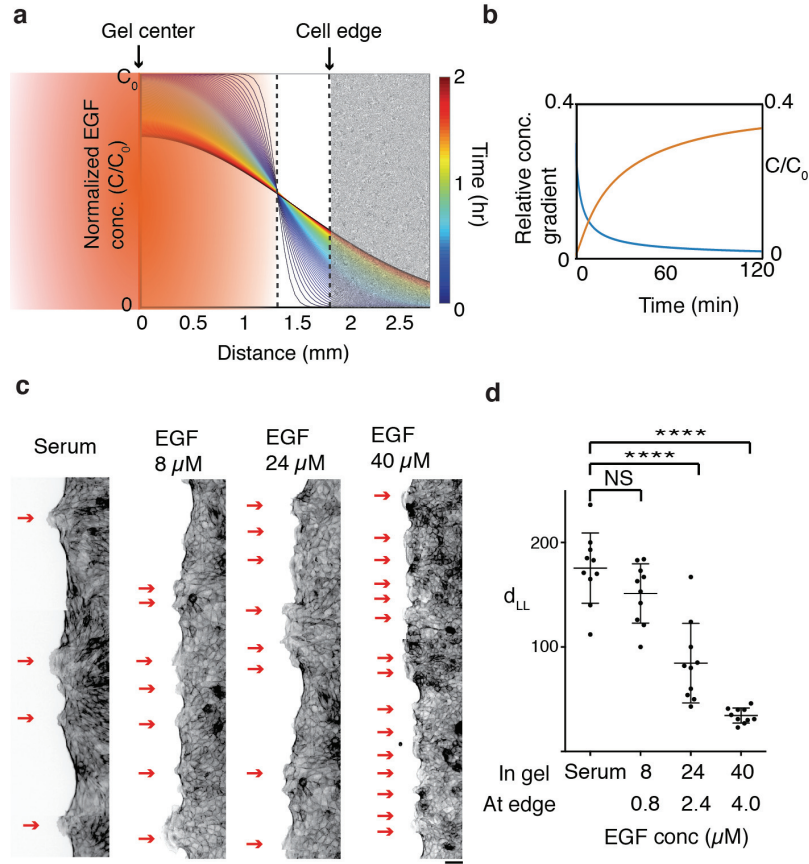 a
Gel center
Cell edge
C₀
Normalized EGF
conc. (C/C₀)
0
0
0.5
1
1.5
2
2.5
Distance (mm)
2
1
0
Time (hr)
b
0.4
0.4
Relative conc.
gradient
C/C₀
0
0
0
60
120
Time (min)
c
Serum
EGF
8 µM
EGF
24 µM
EGF
40 µM
d
****
****
NS
200
dLL
100
In gel Serum 8 24 40
At edge 0.8 2.4 4.0
EGF conc (µM)